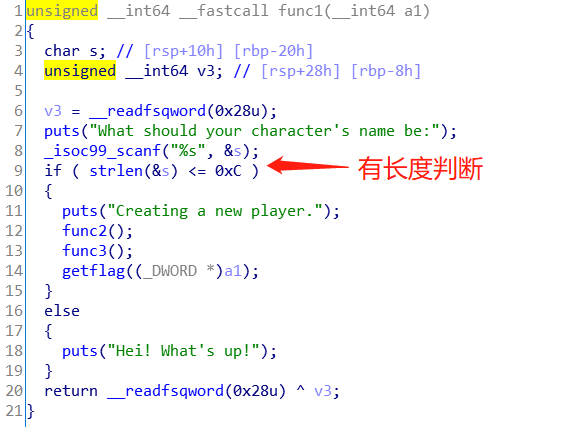 1 unsigned __int64 __fastcall func1(__int64 a1)
2 {
3 char s; // [rsp+10h] [rbp-20h]
4 unsigned __int64 v3; // [rsp+28h] [rbp-8h]
5
6 v3 = __readfsqword(0x28u);
7 puts("What should your character's name be:");
8 _isoc99_scanf("%s", &s);
9 if ( strlen(&s) <= 0xC ) 有长度判断
10 {
11 puts("Creating a new player.");
12 func2();
13 func3();
14 getflag((_DWORD *)a1);
15 }
16 else
17 {
18 puts("Hei! What's up!");
19 }
20 return __readfsqword(0x28u) ^ v3;
21 }